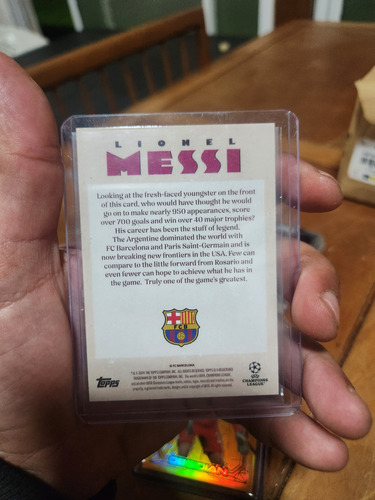 LIONEL
MESSI
Looking at the fresh-faced youngster on the front
of this card, who would have thought he would
go on to make nearly 950 appearances, score
over 700 goals and win over 40 major trophies?
His career has been the stuff of legend.
The Argentine dominated the world with
FC Barcelona and Paris Saint-Germain and is
now breaking new frontiers in the USA. Few can
compare to the little forward from Rosario and
even fewer can hope to achieve what he has in
the game. Truly one of the game's greatest.
FCB
© FC BARCELONA
Topps
UEFA
CHAMPIONS
LEAGUE